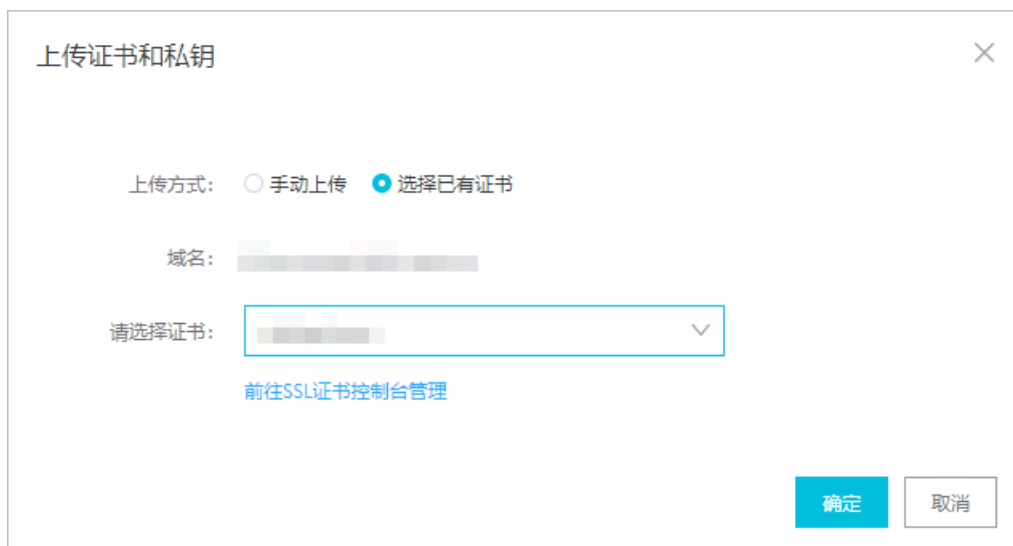 上传证书和私钥
上传方式： 手动上传 选择已有证书
域名：
请选择证书：
前往SSL证书控制台管理
确定 取消